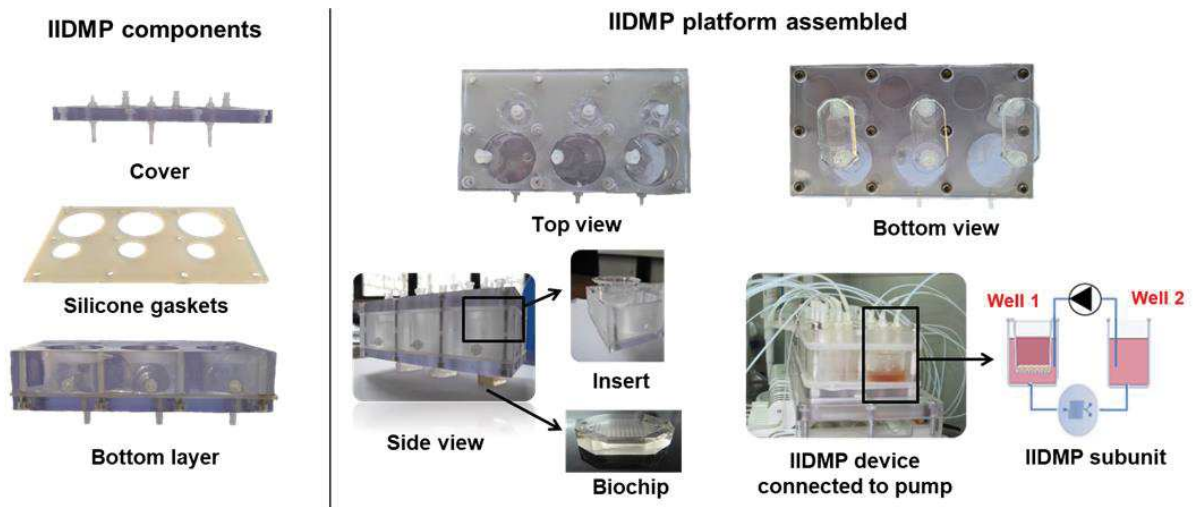 IIDMP components
Cover
Silicone gaskets
Bottom layer
IIDMP platform assembled
Top view
Bottom view
Side view
Insert
Biochip
IIDMP device
connected to pump
Well 1
Well 2
IIDMP subunit